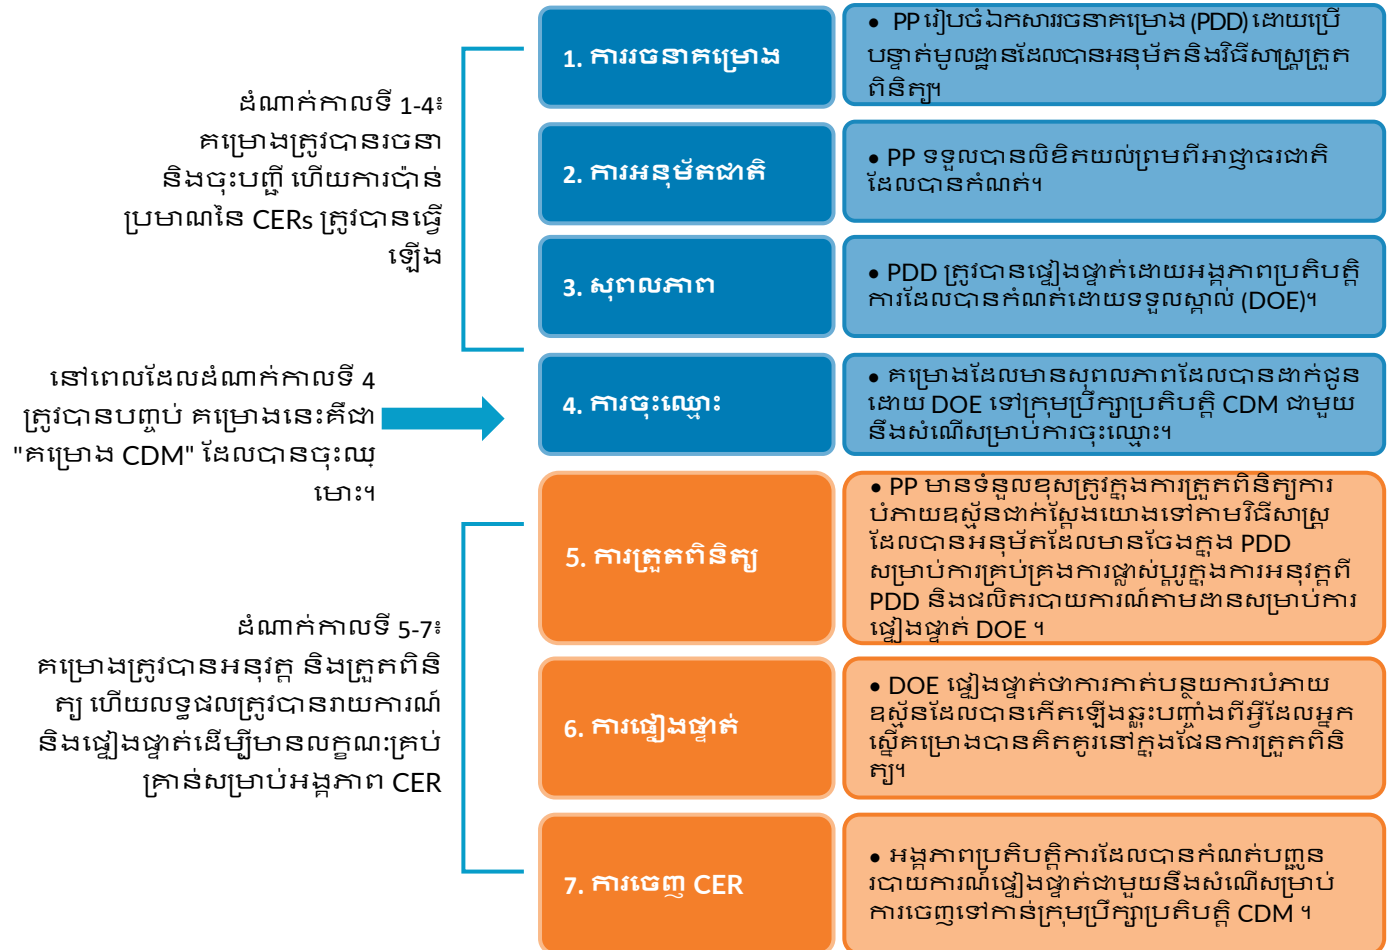 1. ការរចនាគម្រោង
• PP រៀបចំឯកសាររចនាគម្រោង (PDD) ដោយប្រើ
បន្ទាត់មូលដ្ឋានដែលបានអនុម័តនិងវិធីសាស្ត្រត្រួត
ពិនិត្យ។
ដំណាក់កាលទី 1-4៖
គម្រោងត្រូវបានរចនា
និងចុះបញ្ជី ហើយការប៉ាន់
ប្រមាណនៃ CERs ត្រូវបានធ្វើ
ឡើង
2. ការអនុម័តជាតិ
• PP ទទួលបានលិខិតយល់ព្រមពីអាជ្ញាធរជាតិ
ដែលបានកំណត់។
3. សុពលភាព
• PDD ត្រូវបានផ្ទៀងផ្ទាត់ដោយអង្គភាពប្រតិបត្តិ
ការដែលបានកំណត់ដោយទទួលស្គាល់ (DOE)។
នៅពេលដែលដំណាក់កាលទី 4
ត្រូវបានបញ្ចប់ គម្រោងនេះគឺជា
"គម្រោង CDM" ដែលបានចុះឈ្
មោះ។
4. ការចុះឈ្មោះ
• គម្រោងដែលមានសុពលភាពដែលបានដាក់ជូន
ដោយ DOE ទៅក្រុមប្រឹក្សាប្រតិបត្តិ CDM ជាមួយ
នឹងសំណើសម្រាប់ការចុះឈ្មោះ។
5. ការត្រួតពិនិត្យ
• PP មានទំនួលខុសត្រូវក្នុងការត្រួតពិនិត្យការ
បំភាយឧស្ម័នជាក់ស្តែងយោងទៅតាមវិធីសាស្ត្រ
ដែលបានអនុម័តដែលមានចែងក្នុង PDD
សម្រាប់ការគ្រប់គ្រងការផ្លាស់ប្តូរក្នុងការអនុវត្តពី
PDD និងផលិតរបាយការណ៍តាមដានសម្រាប់ការ
ផ្ទៀងផ្ទាត់ DOE ។
ដំណាក់កាលទី 5-7៖
គម្រោងត្រូវបានអនុវត្ត និងត្រួតពិនិ
ត្យ ហើយលទ្ធផលត្រូវបានរាយការណ៍
និងផ្ទៀងផ្ទាត់ដើម្បីមានលក្ខណៈគ្រប់
គ្រាន់សម្រាប់អង្គភាព CER
6. ការផ្ទៀងផ្ទាត់
• DOE ផ្ទៀងផ្ទាត់ថាការកាត់បន្ថយការបំភាយ
ឧស្ម័នដែលបានកើតឡើងឆ្លុះបញ្ចាំងពីអ្វីដែលអ្នក
ស្នើគម្រោងបានគិតគូរនៅក្នុងផែនការត្រួតពិនិ
ត្យ។
7. ការចេញ CER
• អង្គភាពប្រតិបត្តិការដែលបានកំណត់បញ្ជូន
របាយការណ៍ផ្ទៀងផ្ទាត់ជាមួយនឹងសំណើសម្រាប់
ការចេញទៅកាន់ក្រុមប្រឹក្សាប្រតិបត្តិ CDM ។